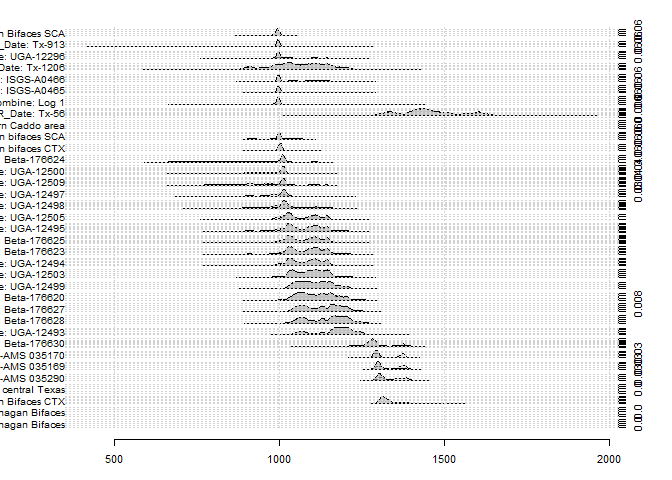 n Bifaces SCA
_Date: Tx-913
e: UGA-12296
Date: Tx-1206
: ISGS-A0466
: ISGS-A0465
ombine: Log 1
R_Date: Tx-56
rn Caddo area
n bifaces SCA
n bifaces CTX
Beta-176624
e: UGA-12500
e: UGA-12509
e: UGA-12497
e: UGA-12498
e: UGA-12505
e: UGA-12495
Beta-176625
Beta-176623
e: UGA-12494
e: UGA-12503
e: UGA-12499
Beta-176620
Beta-176627
Beta-176628
e: UGA-12493
Beta-176630
-AMS 035170
-AMS 035169
-AMS 035290
central Texas
n Bifaces CTX
nagan Bifaces
nagan Bifaces
0.008
500 1000 1500 2000